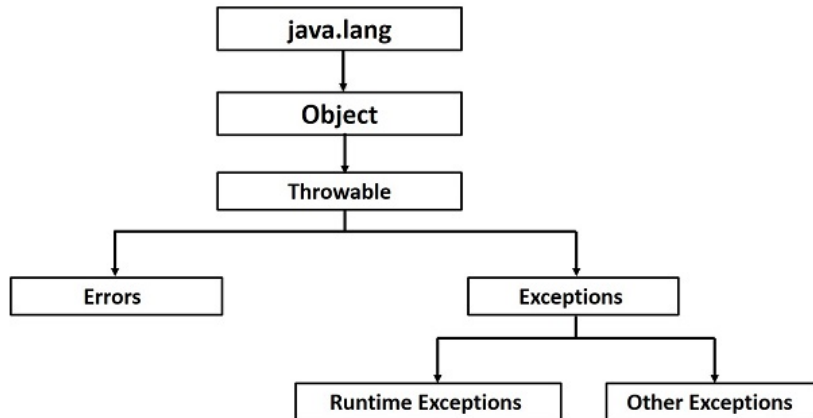 java.lang
Object
Throwable
Errors
Exceptions
Runtime Exceptions
Other Exceptions